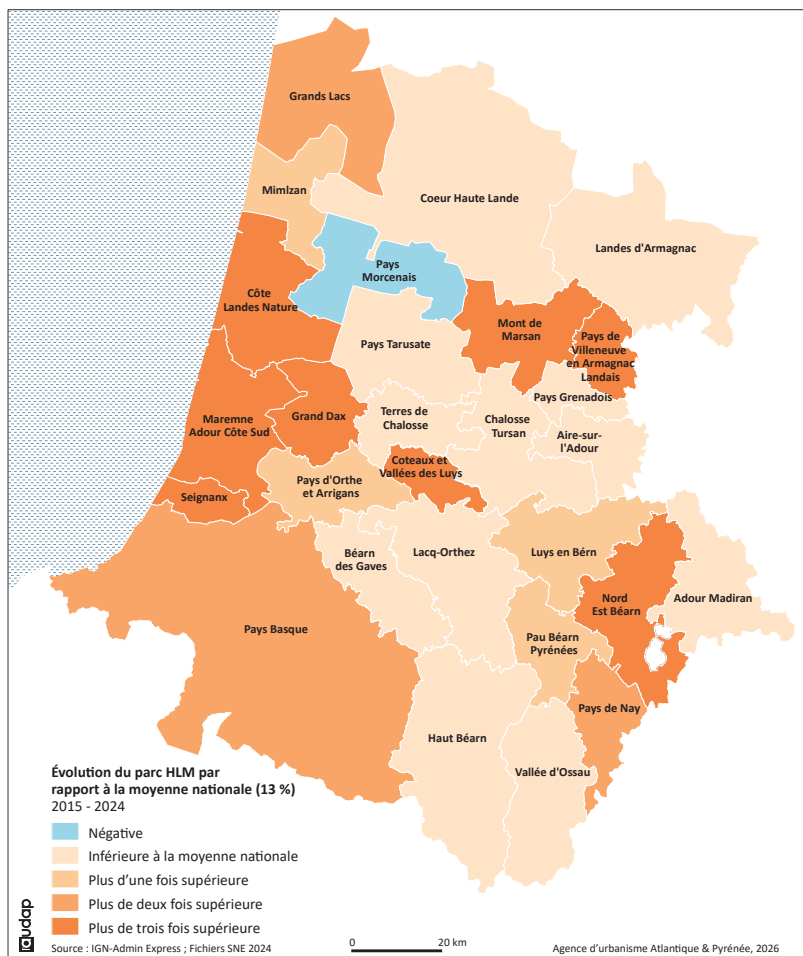 Grands Lacs
Mimlzan
Coeur Haute Lande
Landes d'Armagnac
Pays
Morcenais
Côte
Landes Nature
Mont de
Marsan
Pays de
Villeneuve
en Armagnac
Landais
Pays Tarusate
Pays Grenadois
Maremne
Adour Côte Sud
Grand Dax
Terres de
Chalosse
Chalosse
Tursan
Aire-sur-
l'Adour
Coteaux et
Vallées des Luys
Pays d'Orthe
et Arrigans
Seignanx
Béarn
des Gaves
Lacq-Orthez
Luys en Bérn
Nord
Est Béarn
Adour Madiran
Pays Basque
Pau Béarn
Pyrénées
Pays de Nay
Haut Béarn
Vallée d'Ossau
Évolution du parc HLM par
rapport à la moyenne nationale (13 %)
2015 - 2024
Négative
Inférieure à la moyenne nationale
Plus d'une fois supérieure
Plus de deux fois supérieure
Plus de trois fois supérieure
audap
Source : IGN-Admin Express ; Fichiers SNE 2024
0 20 km
Agence d'urbanisme Atlantique & Pyrénée, 2026